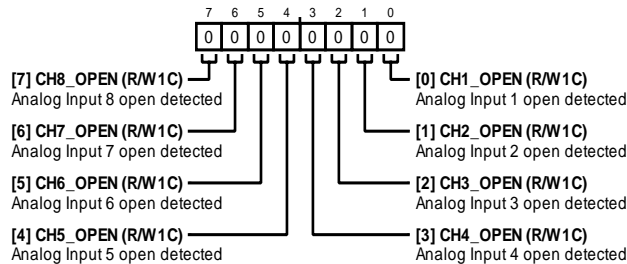 7 6 5 4 3 2 1 0
0 0 0 0 0 0 0 0
[7] CH8_OPEN (R/W1C)
Analog Input 8 open detected
[6] CH7_OPEN (R/W1C)
Analog Input 7 open detected
[5] CH6_OPEN (R/W1C)
Analog Input 6 open detected
[4] CH5_OPEN (R/W1C)
Analog Input 5 open detected
[0] CH1_OPEN (R/W1C)
Analog Input 1 open detected
[1] CH2_OPEN (R/W1C)
Analog Input 2 open detected
[2] CH3_OPEN (R/W1C)
Analog Input 3 open detected
[3] CH4_OPEN (R/W1C)
Analog Input 4 open detected